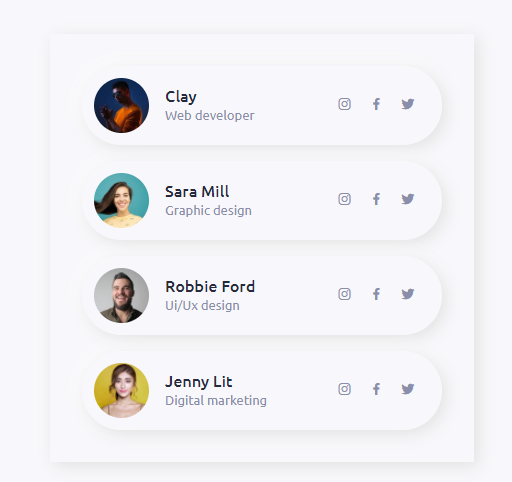 Clay
Web developer
Sara Mill
Graphic design
Robbie Ford
Ui/Ux design
Jenny Lit
Digital marketing